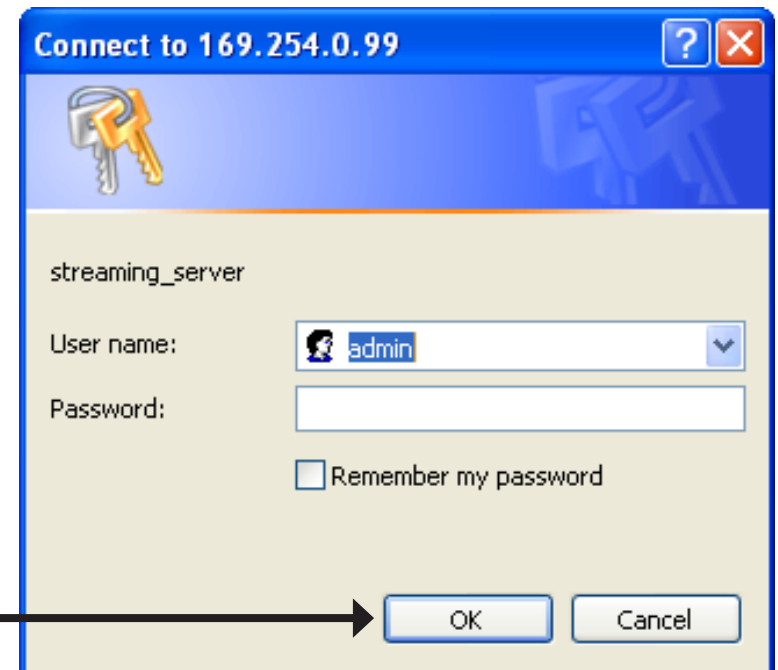 Connect to 169.254.0.99
?
streaming_server
User name: admin
Password:
Remember my password
OK Cancel